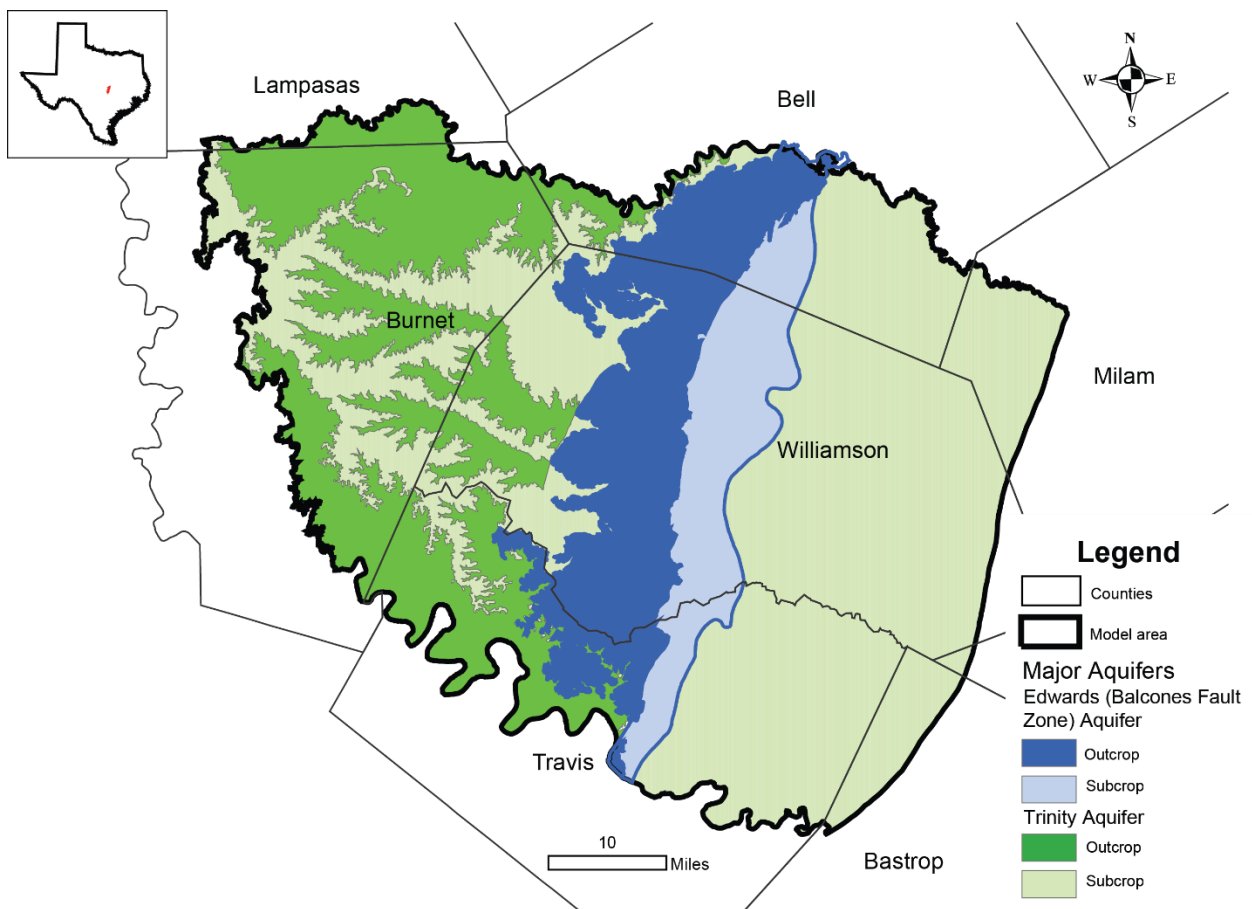 N
W
E
S
Lampasas
Bell
Burnet
Milam
Williamson
Travis
Bastrop
10
Miles
Legend
Counties
Model area
Major Aquifers
Edwards (Balcones Fault
Zone) Aquifer
Outcrop
Subcrop
Trinity Aquifer
Outcrop
Subcrop